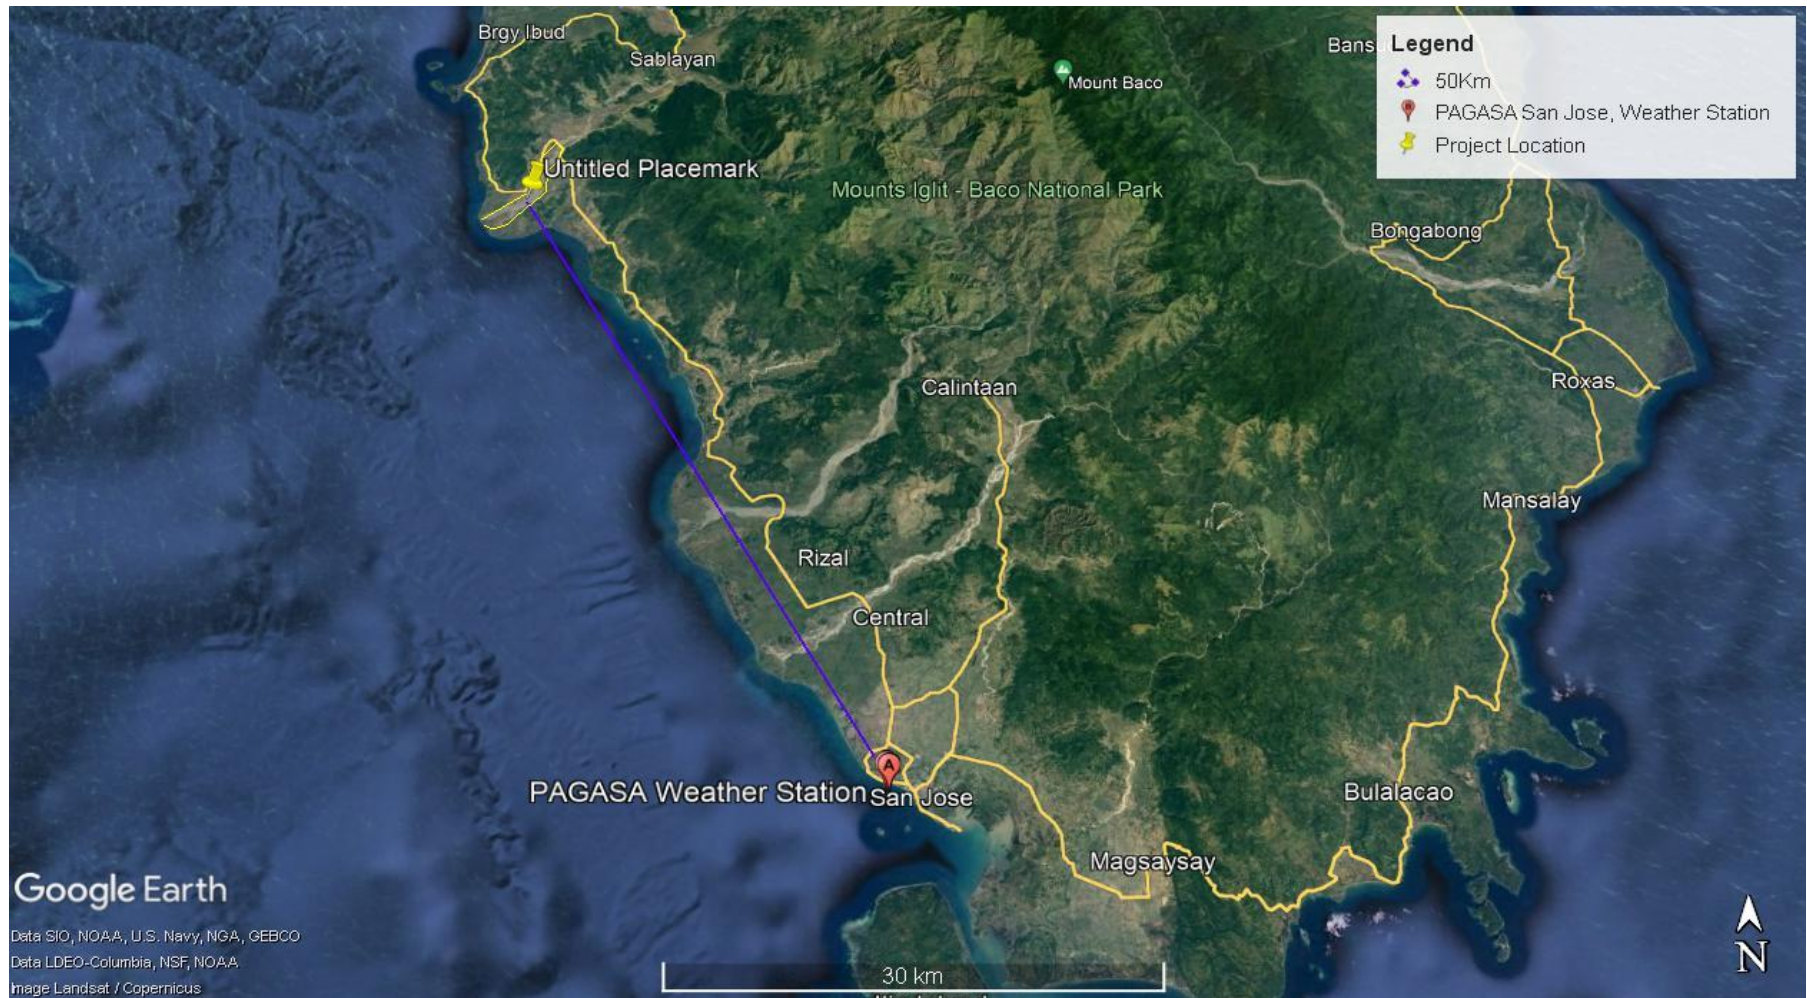 Brgy Ibud
Sablayan
Mount Baco
Legend
50Km
PAGASA San Jose, Weather Station
Project Location
Untitled Placemark
Mounts Iglit - Baco National Park
Bongabong
Calintaan
Roxas
Mansalay
Rizal
Central
A
PAGASA Weather Station
San Jose
Bulalacao
Magsaysay
Google Earth
Data SIO, NOAA, U.S. Navy, NGA, GEBCO
Data LDEO-Columbia, NSF, NOAA
Image Landsat / Copernicus
30 km
N